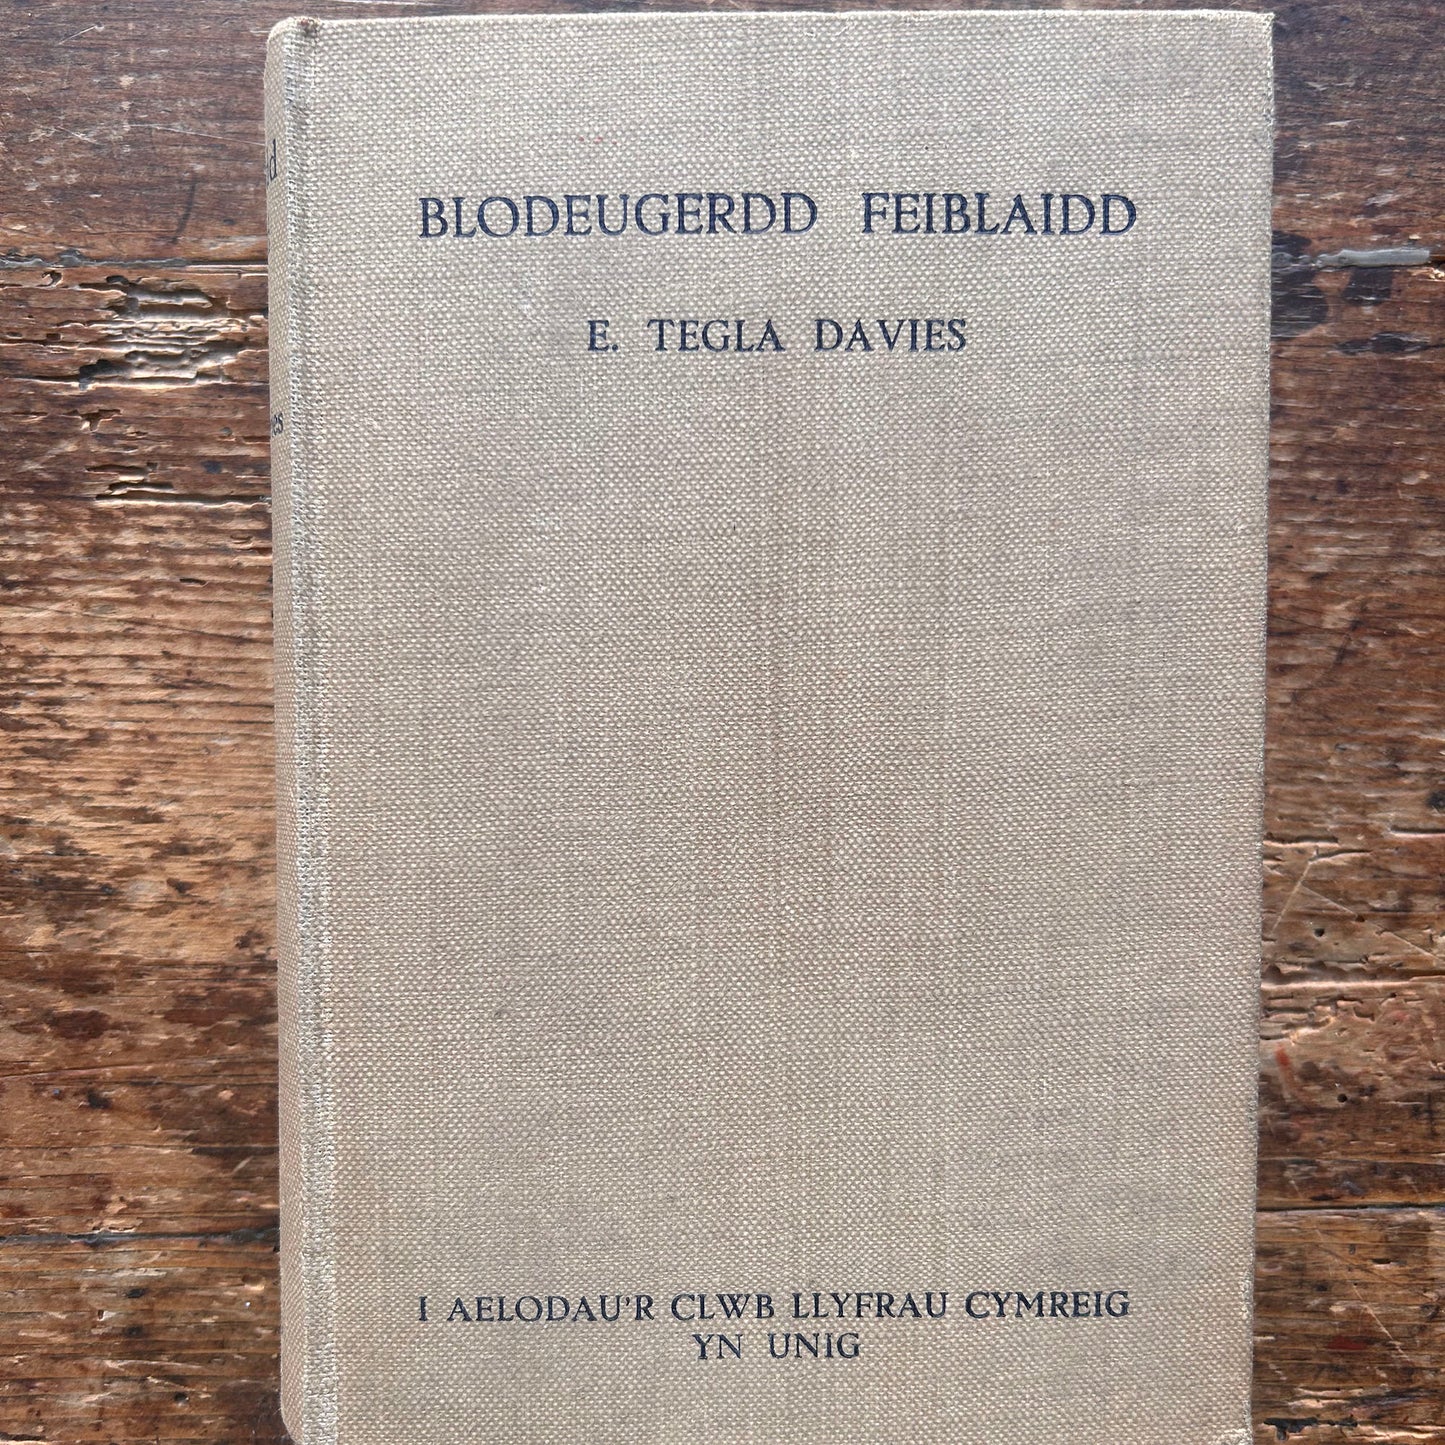 BLODEUGERDD FEIBLAIDD
E. TEGLA DAVIES
I AELODAU'R CLWB LLYFRAU CYMREIG
YN UNIG